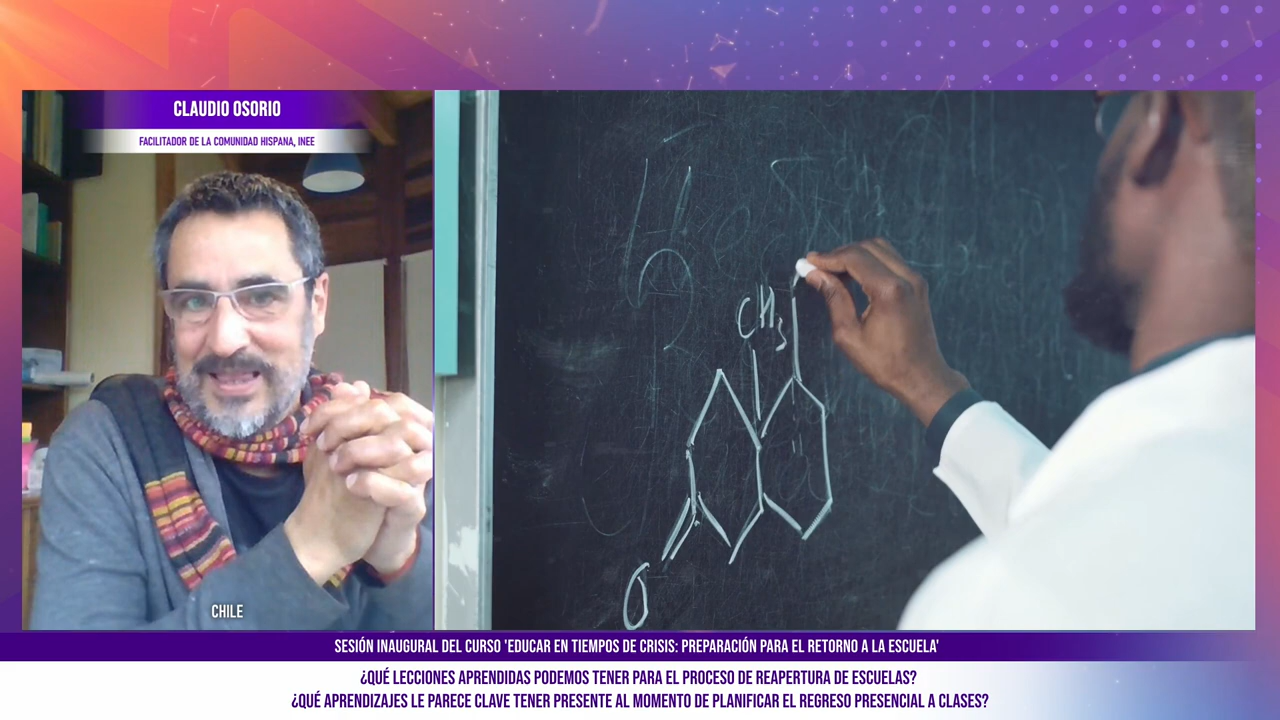 CLAUDIO OSORIO
FACILITADOR DE LA COMUNIDAD HISPANA, INEE
CH3
O
CHILE
SESIÓN INAUGURAL DEL CURSO 'EDUCAR EN TIEMPOS DE CRISIS: PREPARACIÓN PARA EL RETORNO A LA ESCUELA'
¿QUÉ LECCIONES APRENDIDAS PODEMOS TENER PARA EL PROCESO DE REAPERTURA DE ESCUELAS?
¿QUÉ APRENDIZAJES LE PARECE CLAVE TENER PRESENTE AL MOMENTO DE PLANIFICAR EL REGRESO PRESENCIAL A CLASES?